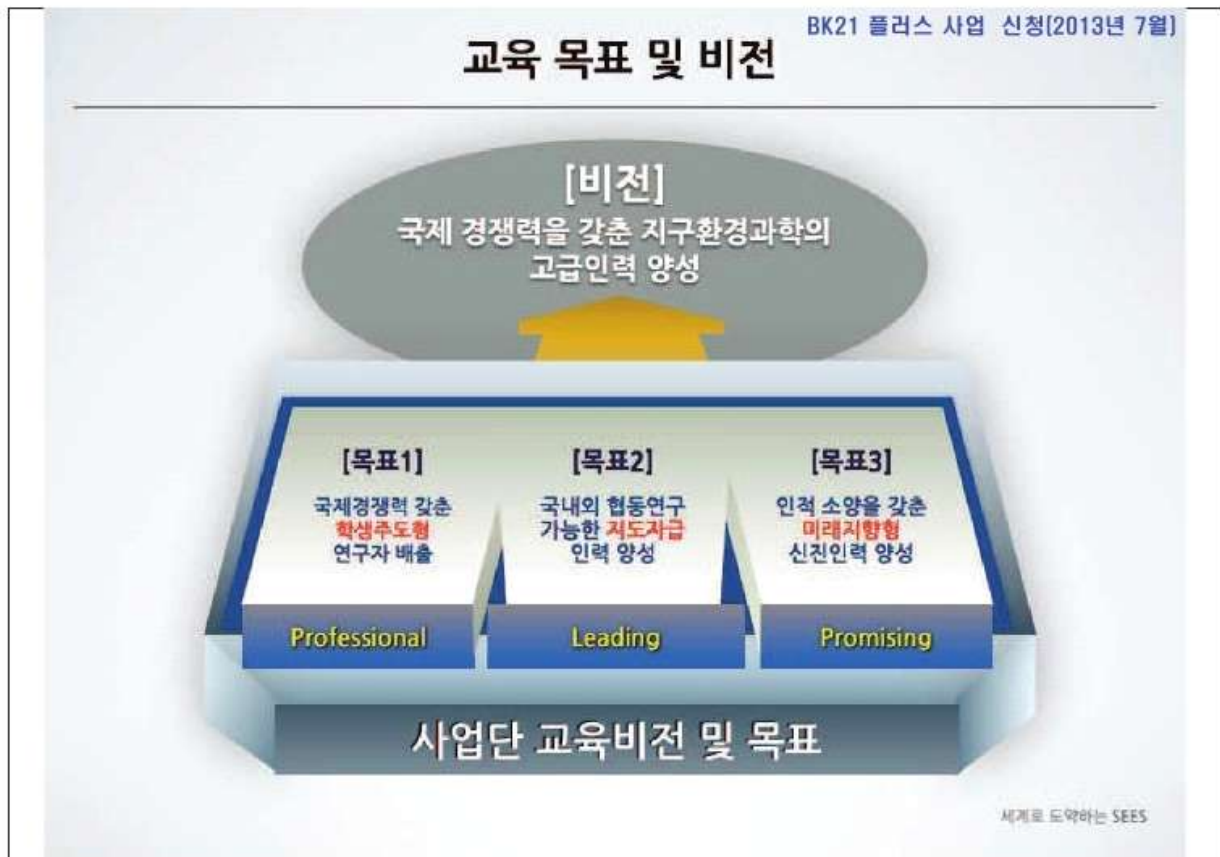 BK21 플러스 사업 신청(2013년 7월)
교육 목표 및 비전
[비전]
국제 경쟁력을 갖춘 지구환경과학의
고급인력 양성
[목표1]
국제경쟁력 갖춘
학생주도형
연구자 배출
Professional
[목표2]
국내외 협동연구
가능한 지도자급
인력 양성
Leading
[목표3]
인적 소양을 갖춘
미래지향형
신진인력 양성
Promising
사업단 교육비전 및 목표
세계로 도약하는 SEES